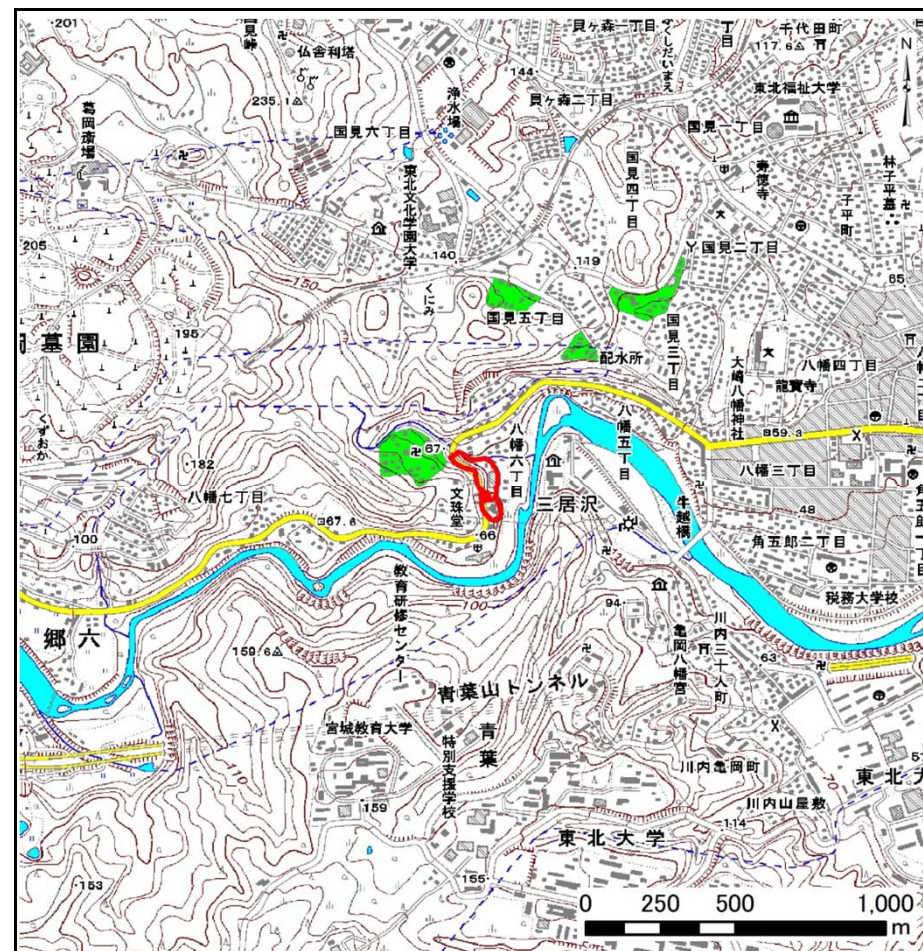 201
国見峠
仏舎利塔
235.1
葛岡斎場
国見六丁目
浄水場
144
貝ヶ森一丁目
貝ヶ森二丁目
千代田町
117.6
N
東北福祉大学
国見一丁目
国見四丁目
寿徳寺
子平町
林子平墓
東北文化学園大学
205
150
140
くにみ
119
国見二丁目
65
195
国見五丁目
国見三丁目
配水所
墓園
くずおか
大崎八幡神社
龍寶寺
八幡四丁目
59.3
八幡五丁目
八幡三丁目
67
八幡六丁目
182
八幡七丁目
文珠堂
三居沢
牛越橋
48
角五郎二丁目
100
67.6
66
税務大学校
教育研修センター
100
94
郷六
159.6
亀岡八幡宮
川内三十人町
63
青葉山トンネル
宮城教育大学
青葉
特別支援学校
110
159
川内亀岡町
70
東北大
川内山屋敷
114
東北大学
153
155
0 250 500 1,000
m